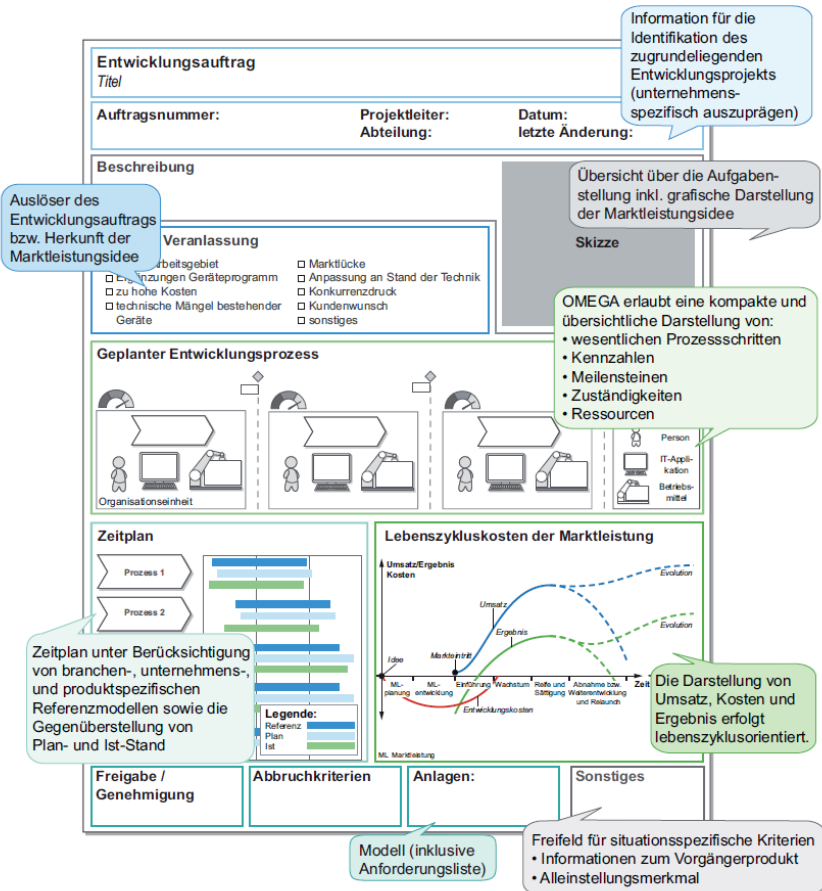 Information für die
Identifikation des
zugrundeliegenden
Entwicklungsprojekts
(unternehmens-
spezifisch auszuprägen)
Entwicklungsauftrag
Titel
Auftragsnummer:
Projektleiter:
Abteilung:
Datum:
letzte Änderung:
Beschreibung
Übersicht über die Aufgaben-
stellung inkl. grafische Darstellung
der Marktleistungsidee
Skizze
Auslöser des
Entwicklungsauftrags
bzw. Herkunft der
Marktleistungsidee
Veranlassung
zu hohe Kosten
technische Mängel bestehender
Geräte
Marktlücke
Anpassung an Stand der Technik
Konkurrenzdruck
Kundenwunsch
sonstiges
OMEGA erlaubt eine kompakte und
übersichtliche Darstellung von:
• wesentlichen Prozessschritten
• Kennzahlen
• Meilensteinen
• Zuständigkeiten
• Ressourcen
Geplanter Entwicklungsprozess
Organisationseinheit
Person
IT-Appli-
kation
Betriebs-
mittel
Zeitplan
Prozess 1
Prozess 2
Legende:
Referenz
Plan
Ist
Zeitplan unter Berücksichtigung
von branchen-, unternehmens-,
und produktspezifischen
Referenzmodellen sowie die
Gegenüberstellung von
Plan- und Ist-Stand
Lebenszykluskosten der Marktleistung
Umsatz/Ergebnis
Kosten
Evolution
Umsatz
Ergebnis
Evolution
Idee
Markteintritt
ML-
planung
ML-
entwicklung
Einführung
Wachstum
Reife und
Sättigung
Abnahme bzw.
Weiterentwicklung
und Relaunch
Zeit
Entwicklungskosten
ML Marktleistung
Die Darstellung von
Umsatz, Kosten und
Ergebnis erfolgt
lebenszyklusorientiert.
Freigabe /
Genehmigung
Abbruchkriterien
Anlagen:
Sonstiges
Modell (inklusive
Anforderungsliste)
Freifeld für situationsspezifische Kriterien
• Informationen zum Vorgängerprodukt
• Alleinstellungsmerkmal